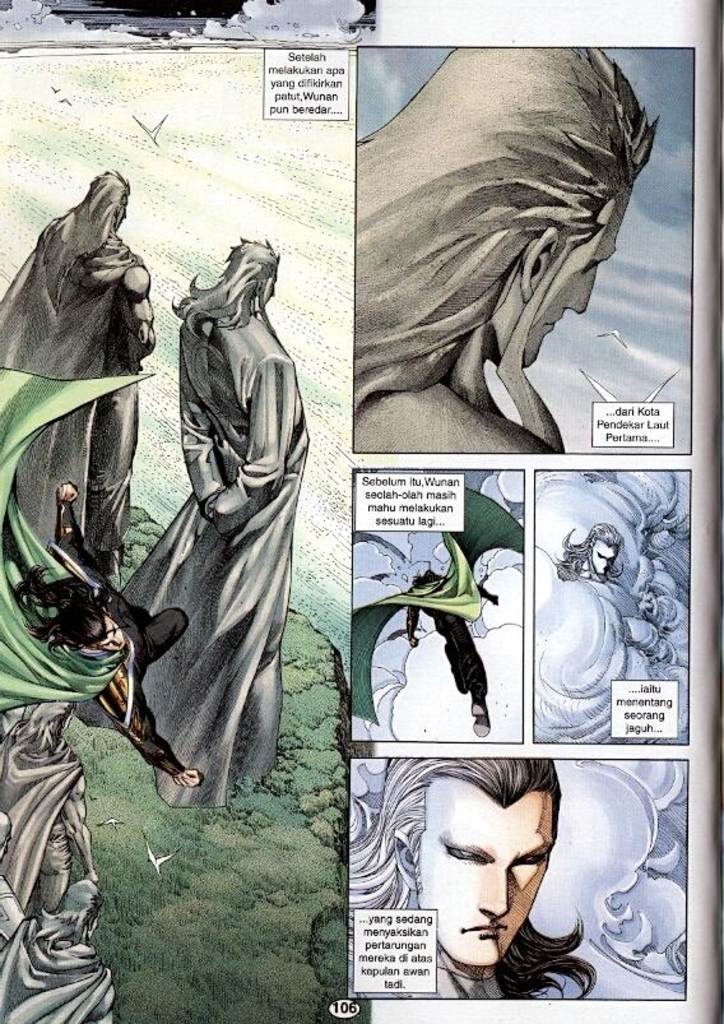 Setelah
melakukan apa
yang difikirkan
patut,Wunan
pun beredar....
...dari Kota
Pendekar Laut
Pertama....
Sebelum itu,Wunan
seolah-olah masih
mahu melakukan
sesuatu lagi...
....iaitu
menentang
seorang
jaguh...
...yang sedang
menyaksikan
pertarungan
mereka di atas
kepulan awan
tadi.
106